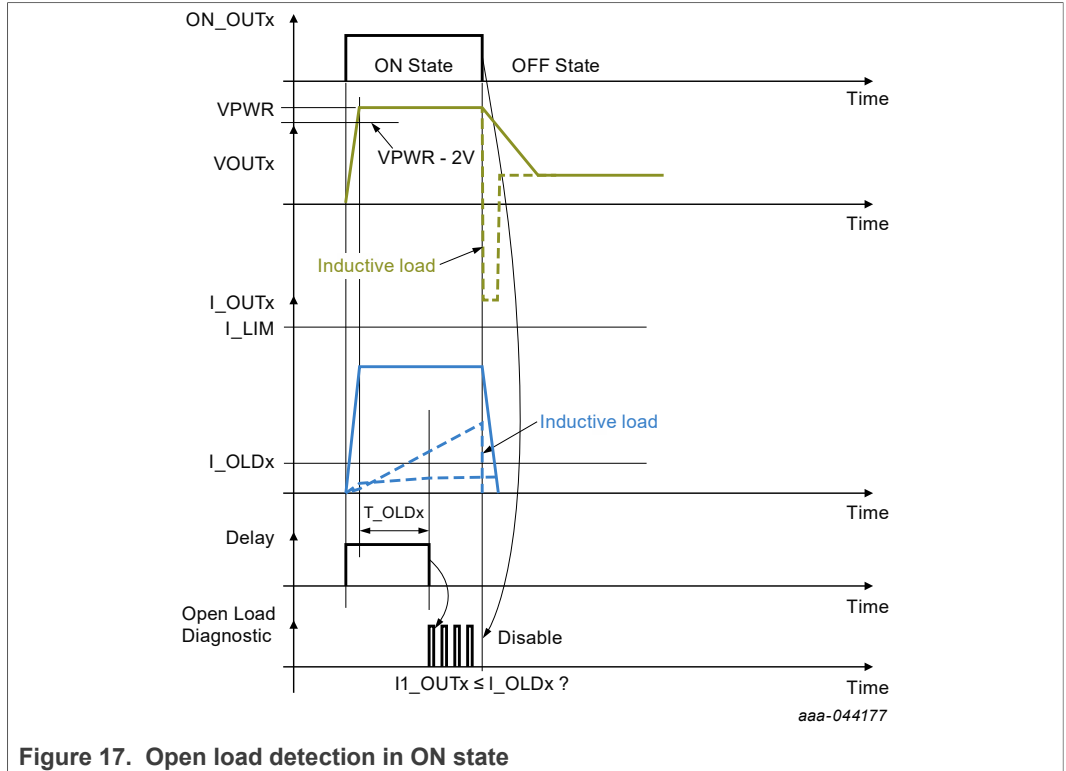 ON_OUTx
ON State
OFF State
Time
VPWR
VPWR - 2V
VOUTx
Time
Inductive load
I_OUTx
I_LIM
Inductive load
I_OLDx
Time
T_OLDx
Delay
Time
Open Load
Diagnostic
Disable
I1_OUTx ≤ I_OLDx ?
Time
aaa-044177
Figure 17. Open load detection in ON state